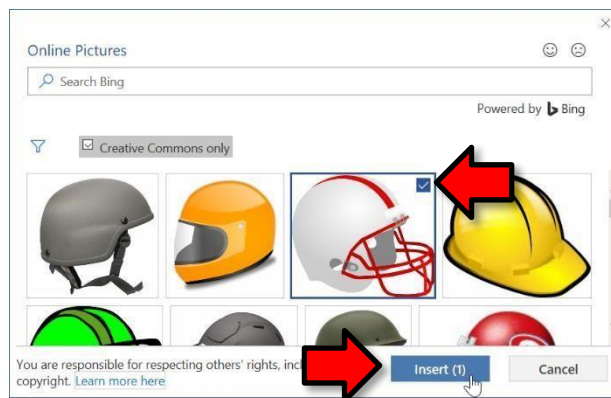 Online Pictures
Search Bing
Powered by Bing
Creative Commons only
You are responsible for respecting others' rights,
copyright. Learn more here
Insert (1)
Cancel